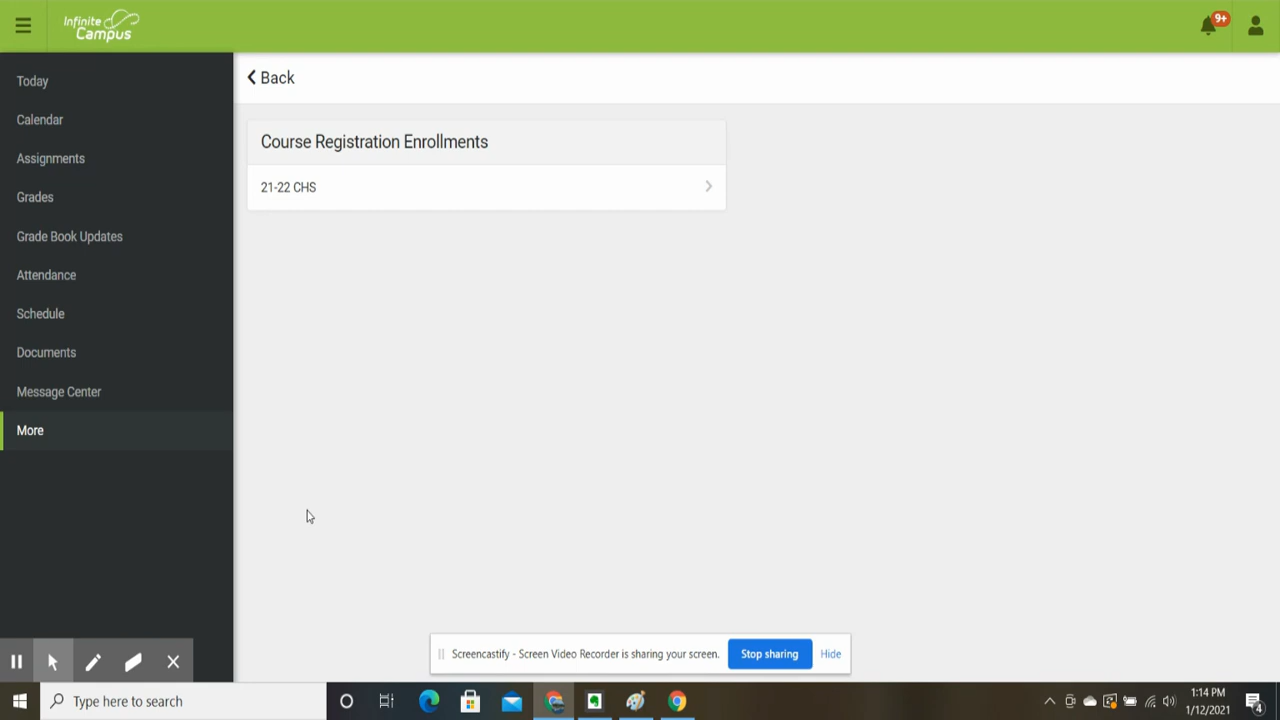 Infinite
Campus
9+
Today
Calendar
Assignments
Grades
Grade Book Updates
Attendance
Schedule
Documents
Message Center
More
Back
Course Registration Enrollments
21-22 CHS
Screencastify - Screen Video Recorder is sharing your screen.
Stop sharing
Hide
Type here to search
1:14 PM
1/12/2021
4